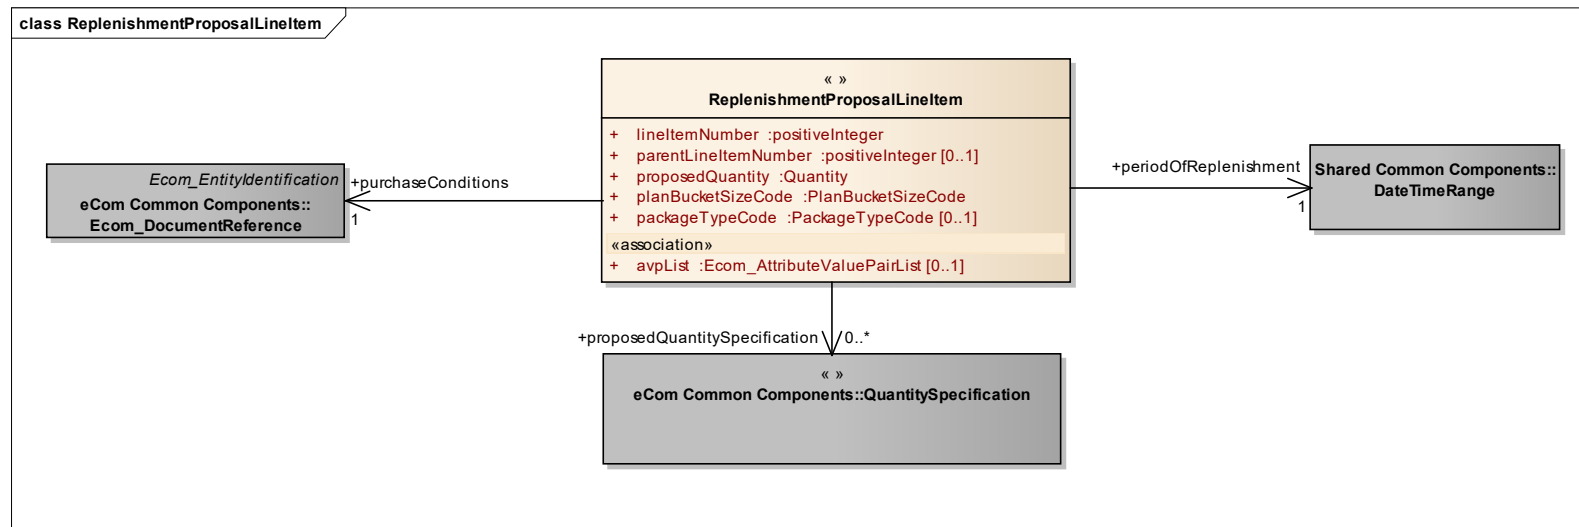 class ReplenishmentProposalLineItem
« »
ReplenishmentProposalLineItem
+ lineItemNumber :positiveInteger
+ parentLineItemNumber :positiveInteger [0..1]
+ proposedQuantity :Quantity
+ planBucketSizeCode :PlanBucketSizeCode
+ packageTypeCode :PackageTypeCode [0..1]
«association»
+ avpList :Ecom_AttributeValuePairList [0..1]
Ecom_EntityIdentification
eCom Common Components::
Ecom_DocumentReference
+purchaseConditions
1
+periodOfReplenishment
1
Shared Common Components::
DateTimeRange
+proposedQuantitySpecification
0..*
« »
eCom Common Components::QuantitySpecification